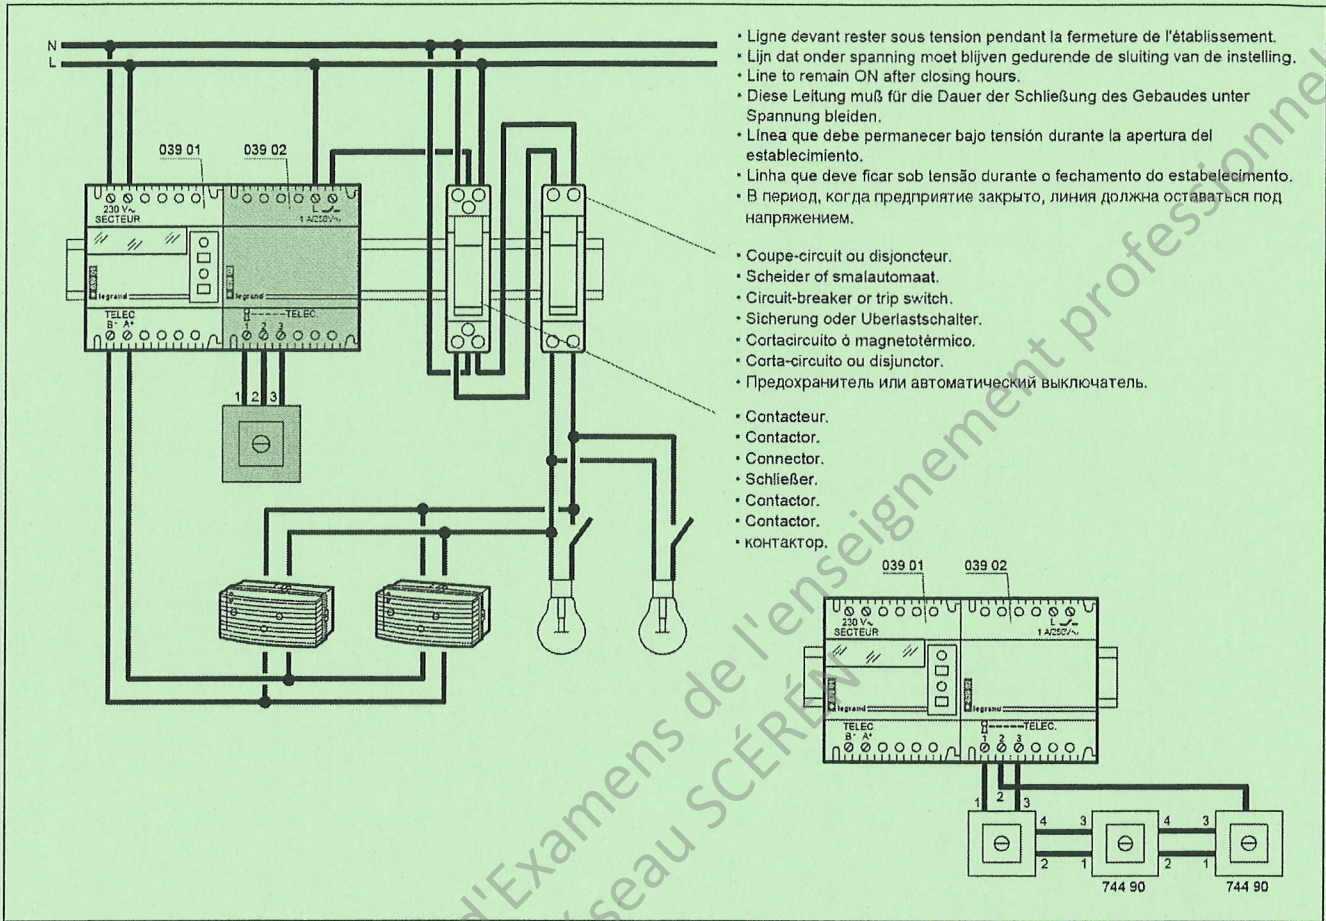 N
L
039 01
039 02
230 V~
SECTEUR
L
1 A/250V~
legrand
legrand
TELEC
B- A+
TELEC.
1 2 3
1 2 3
• Ligne devant rester sous tension pendant la fermeture de l'établissement.
• Lijn dat onder spanning moet blijven gedurende de sluiting van de instelling.
• Line to remain ON after closing hours.
• Diese Leitung muß für die Dauer der Schließung des Gebaudes unter
Spannung bleiden.
• Línea que debe permanecer bajo tensión durante la apertura del
establecimiento.
• Linha que deve ficar sob tensão durante o fechamento do estabelecimento.
• В период, когда предприятие закрыто, линия должна оставаться под
напряжением.
• Coupe-circuit ou disjoncteur.
• Scheider of smalautomaat.
• Circuit-breaker or trip switch.
• Sicherung oder Uberlastschalter.
• Cortacircuito ó magnetotérmico.
• Corta-circuito ou disjunctor.
• Предохранитель или автоматический выключатель.
• Contacteur.
• Contactor.
• Connector.
• Schließer.
• Contactor.
• Contactor.
• контактор.
039 01
039 02
230 V~
SECTEUR
L
1 A/250V~
legrand
legrand
TELEC
B- A+
TELEC.
1 2 3
1 2 3
4 3 4 3
2 1 2 1
744 90
744 90
d'Examens de l'enseignement professionnel
SCÉRÉN